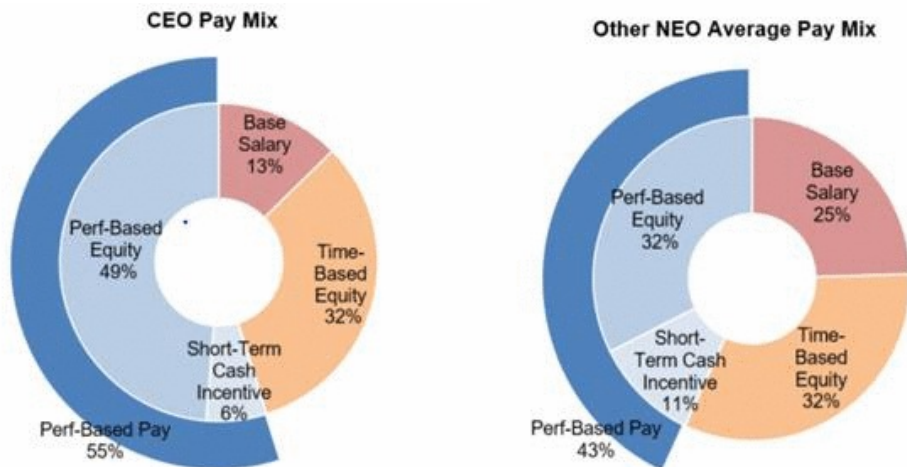 CEO Pay Mix
Base
Salary
13%
Perf-Based
Equity
49%
Time-
Based
Equity
32%
Short-Term
Cash
Incentive
6%
Perf-Based Pay
55%
Other NEO Average Pay Mix
Base
Salary
25%
Perf-Based
Equity
32%
Time-
Based
Equity
32%
Short-
Term Cash
Incentive
11%
Perf-Based Pay
43%